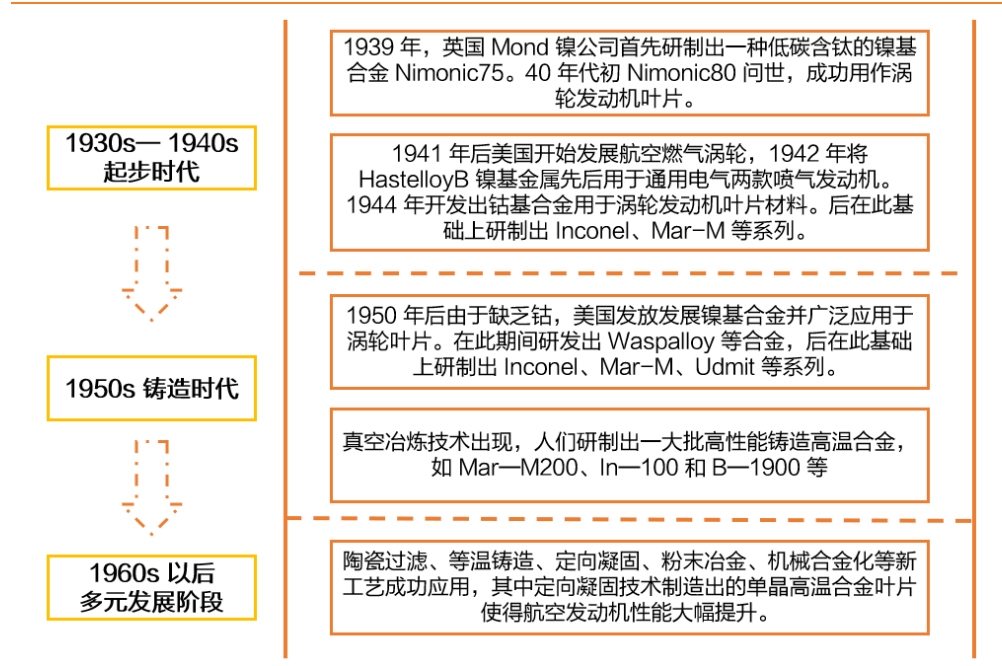 1930s— 1940s
起步时代
1939 年，英国 Mond 镍公司首先研制出一种低碳含钛的镍基
合金 Nimonic75。40 年代初 Nimonic80 问世，成功用作涡
轮发动机叶片。
1941 年后美国开始发展航空燃气涡轮，1942 年将
HastelloyB 镍基金属先后用于通用电气两款喷气发动机。
1944 年开发出钴基合金用于涡轮发动机叶片材料。后在此基
础上研制出 Inconel、Mar-M 等系列。
1950s 铸造时代
1950 年后由于缺乏钴，美国发放发展镍基合金并广泛应用于
涡轮叶片。在此期间研发出 Waspalloy 等合金，后在此基础
上研制出 Inconel、Mar-M、Udmit 等系列。
真空冶炼技术出现，人们研制出一大批高性能铸造高温合金，
如 Mar—M200、In—100 和 B—1900 等
1960s 以后
多元发展阶段
陶瓷过滤、等温铸造、定向凝固、粉末冶金、机械合金化等新
工艺成功应用，其中定向凝固技术制造出的单晶高温合金叶片
使得航空发动机性能大幅提升。